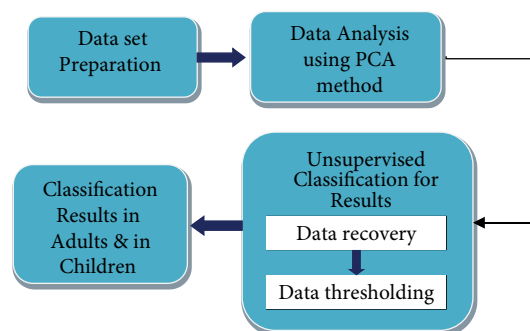 Data set
Preparation
Data Analysis
using PCA
method
Unsupervised
Classification for
Results
Data recovery
Data thresholding
Classification
Results in
Adults & in
Children